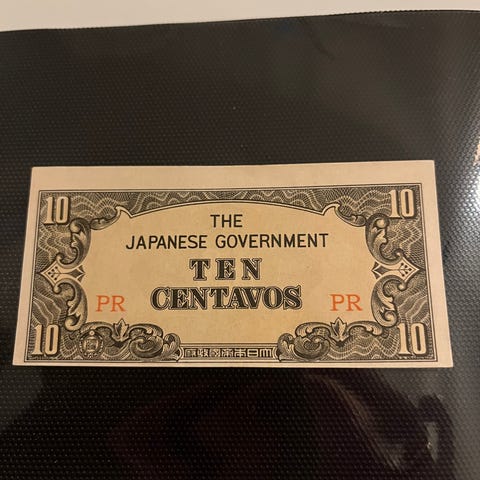 10 10
THE
JAPANESE GOVERNMENT
TEN
PR CENTAVOS PR
10 10